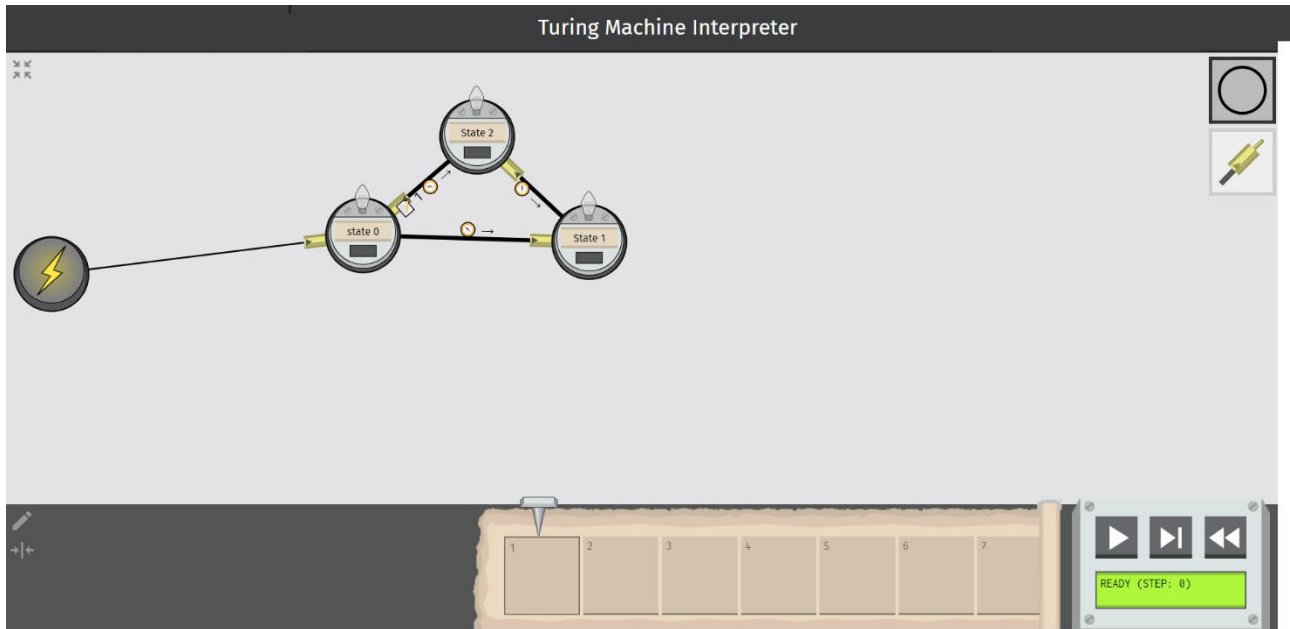 Turing Machine Interpreter
State 2
state 0
State 1
1 2 3 4 5 6 7
READY (STEP: 0)